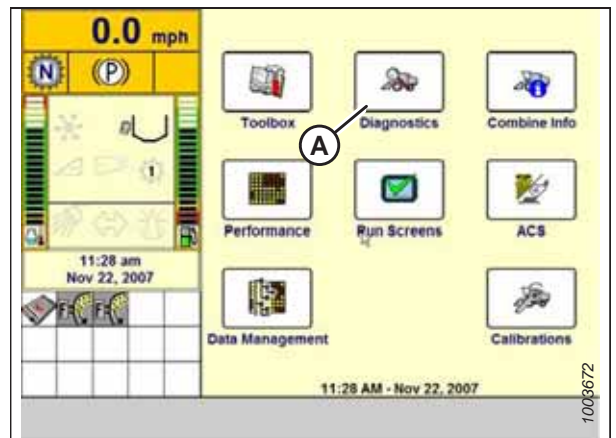 0.0 mph
N
(P)
1
11:28 am
Nov 22, 2007
F=
F=
Toolbox
Diagnostics
Combine Info
A
Performance
Run Screens
ACS
Data Management
Calibrations
11:28 AM - Nov 22, 2007
1003672